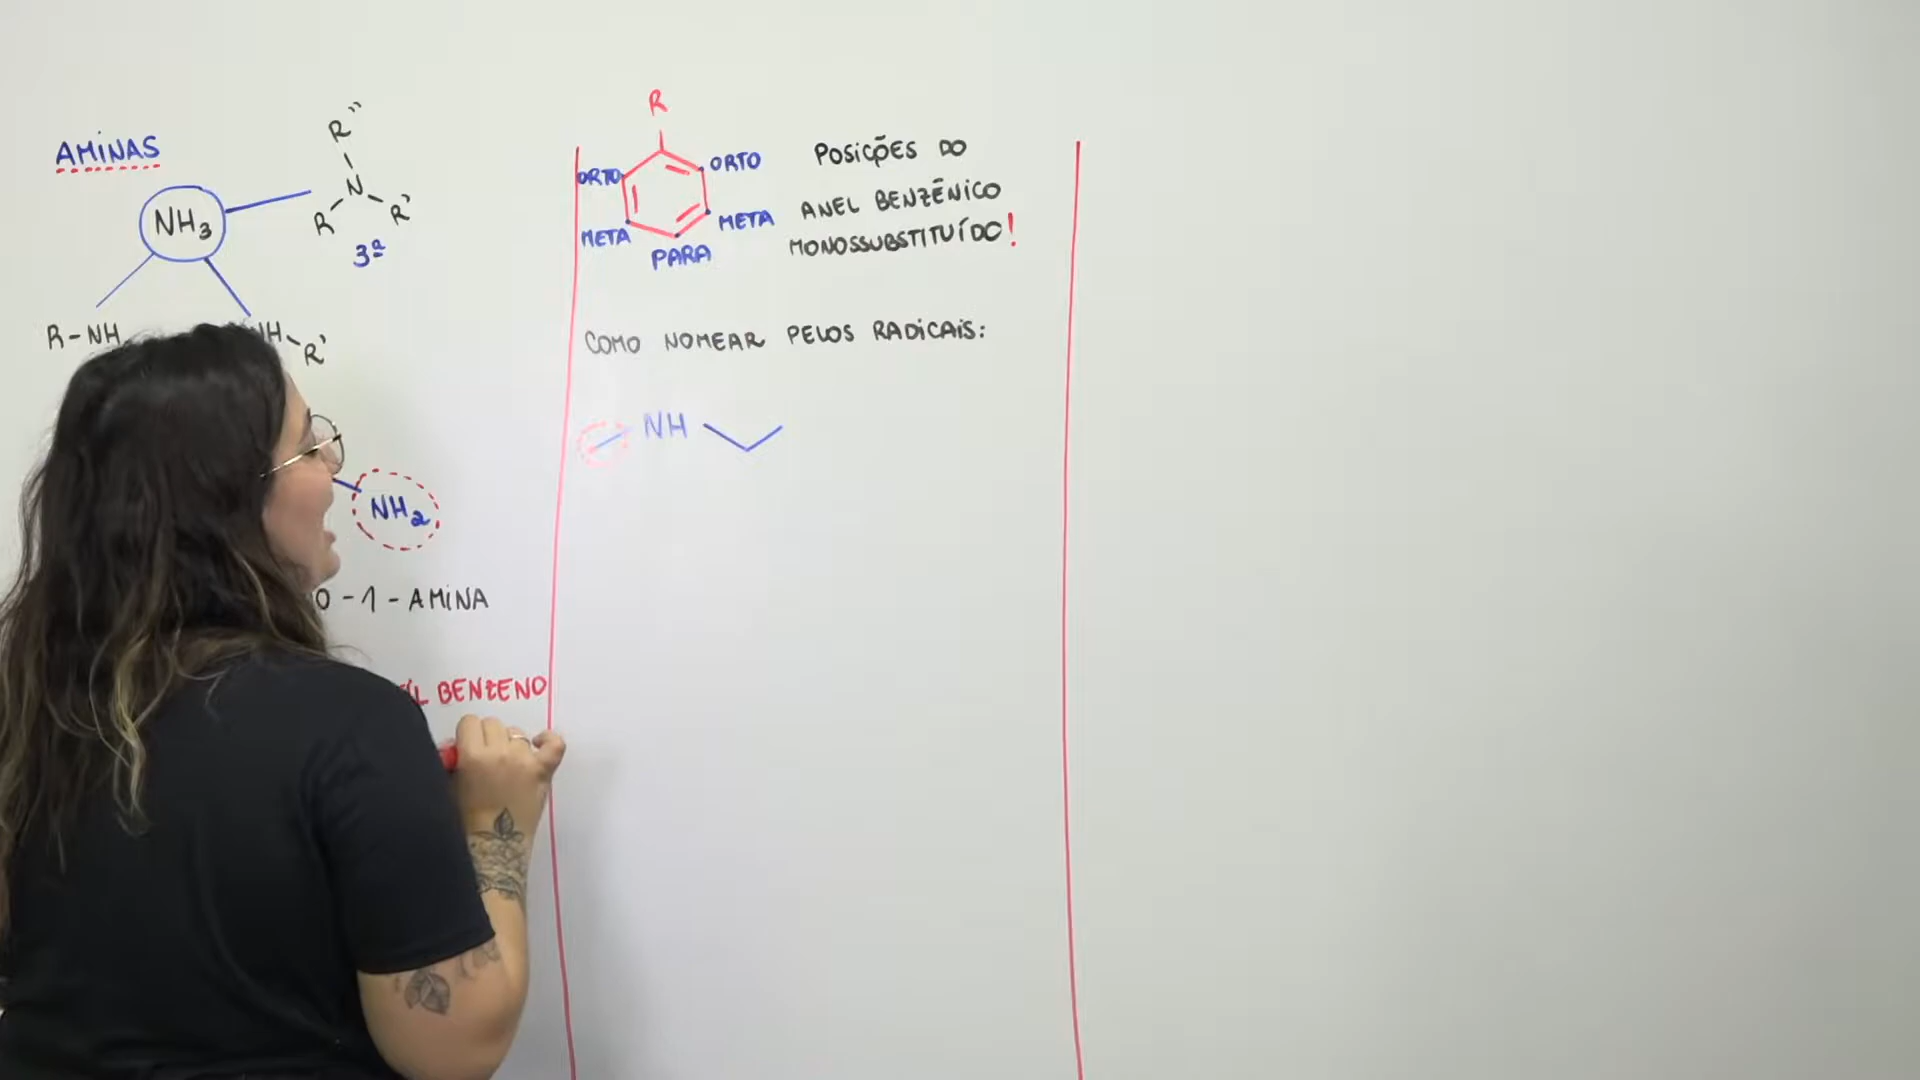 AMINAS
NH3
R"
N
R
R'
3ª
R-NH
NH-R'
NH2
O-1-AMINA
BENZENO
R
ORTO
ORTO
META
META
PARA
POSIÇÕES DO
ANEL BENZÊNICO
MONOSSUBSTITUÍDO!
COMO NOMEAR PELOS RADICAIS:
NH